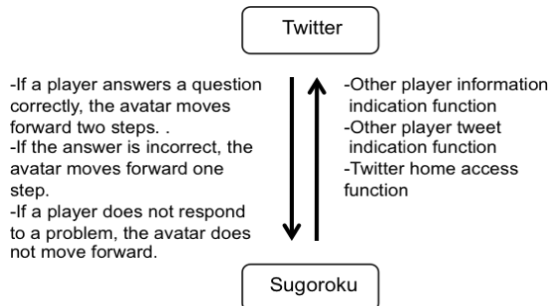 Twitter
-If a player answers a question
correctly, the avatar moves
forward two steps. .
-If the answer is incorrect, the
avatar moves forward one
step.
-If a player does not respond
to a problem, the avatar does
not move forward.
-Other player information
indication function
-Other player tweet
indication function
-Twitter home access
function
Sugoroku